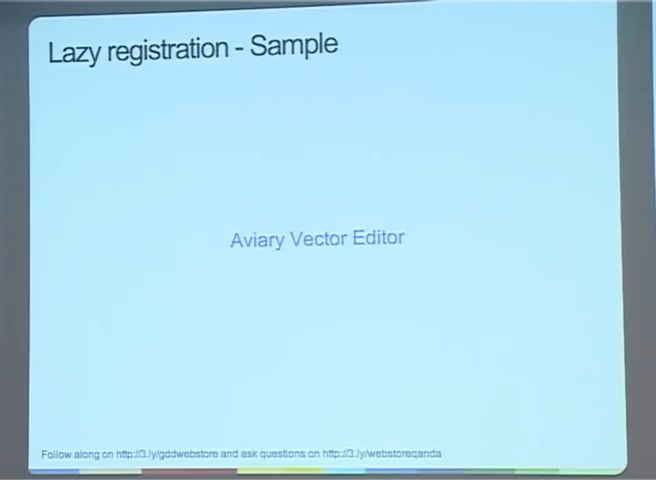 Lazy registration - Sample
Aviary Vector Editor
Follow along on http://3.ly/gddwebstore and ask questions on http://3.ly/webstoreqanda